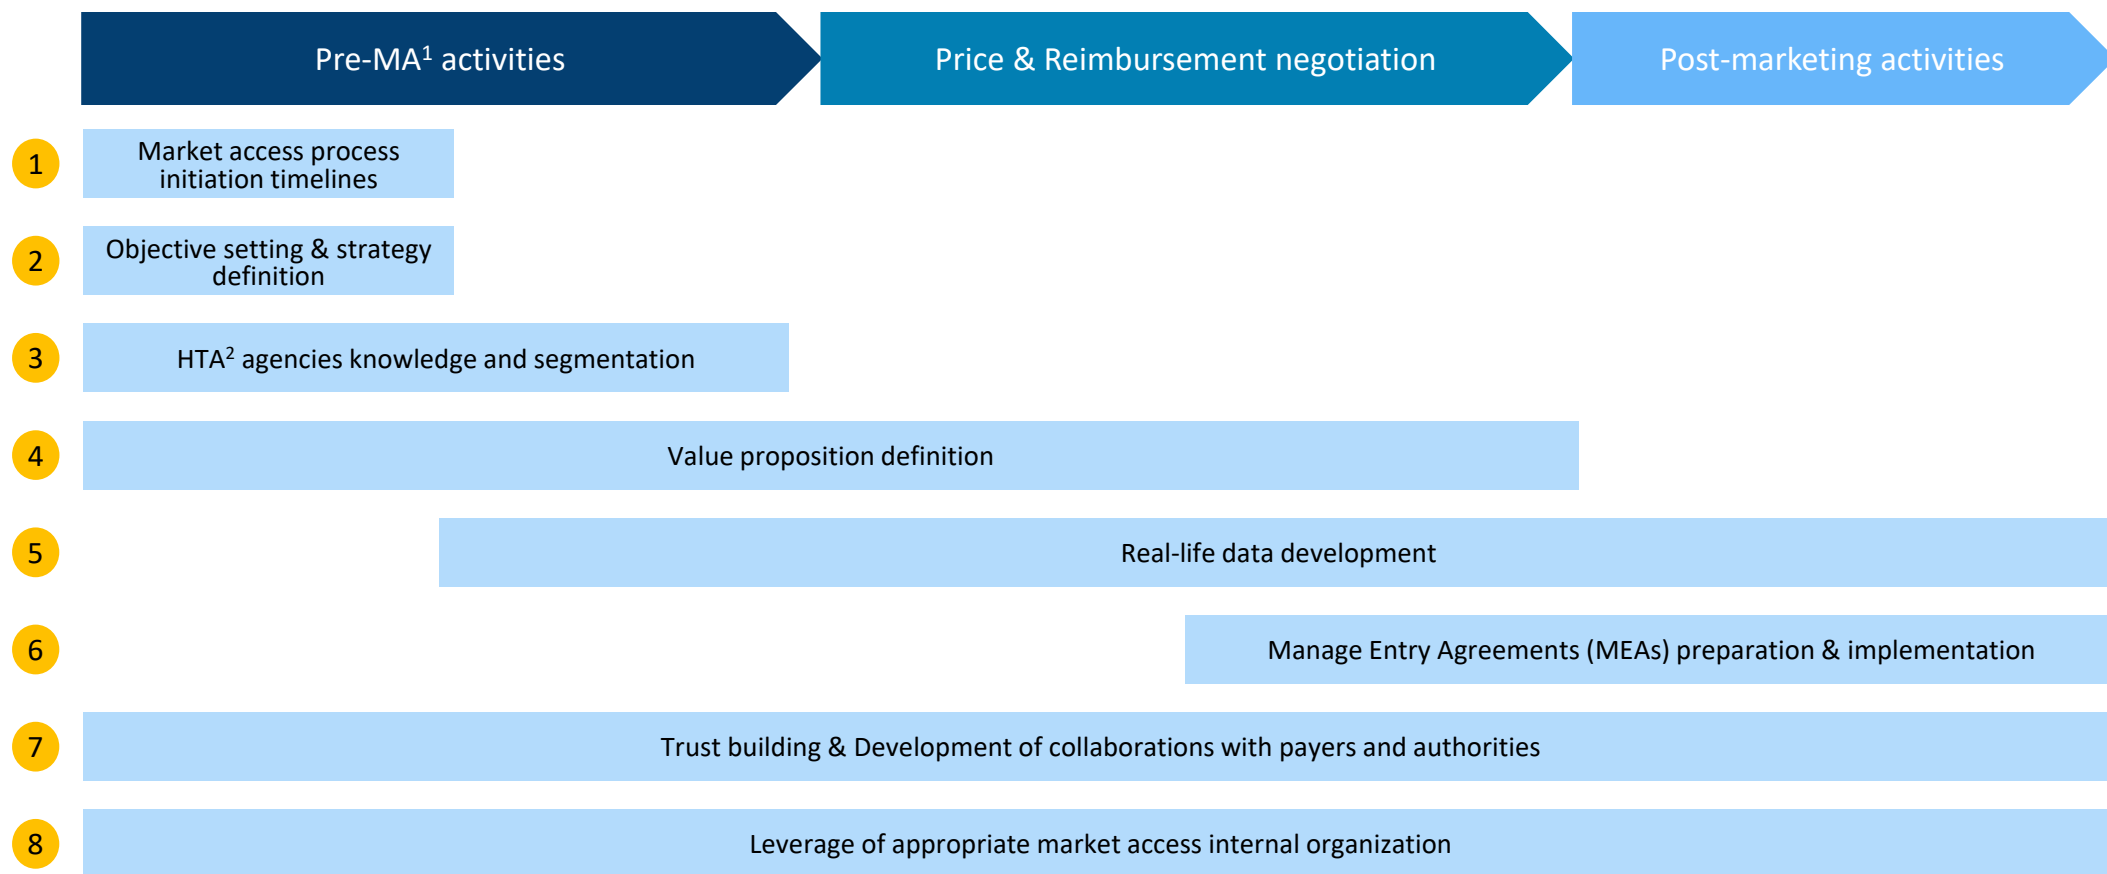 Pre-MA¹ activities
Price & Reimbursement negotiation
Post-marketing activities
1
Market access process
initiation timelines
2
Objective setting & strategy
definition
3
HTA² agencies knowledge and segmentation
4
Value proposition definition
5
Real-life data development
6
Manage Entry Agreements (MEAs) preparation & implementation
7
Trust building & Development of collaborations with payers and authorities
8
Leverage of appropriate market access internal organization